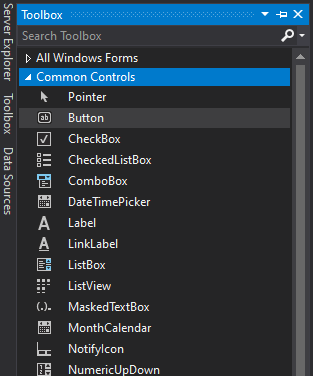 Server Explorer
Toolbox
Data Sources
Toolbox
Search Toolbox
All Windows Forms
Common Controls
Pointer
Button
CheckBox
CheckedListBox
ComboBox
DateTimePicker
Label
LinkLabel
ListBox
ListView
MaskedTextBox
MonthCalendar
NotifyIcon
NumericUpDown